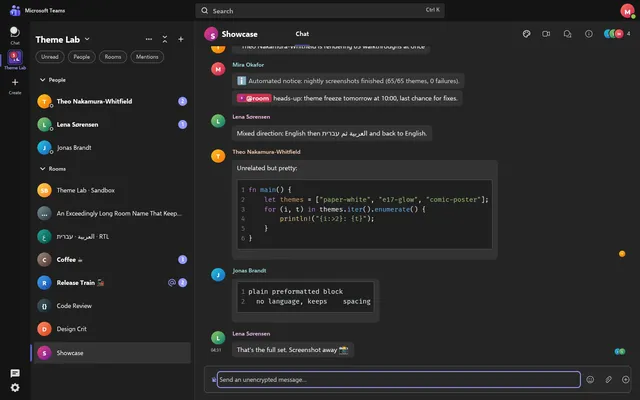 Microsoft Teams
Search
Ctrl K
M
Chat
Theme Lab
Create
Theme Lab
Unread
People
Rooms
Mentions
People
Theo Nakamura-Whitfield
2
Lena Sørensen
1
Jonas Brandt
Rooms
Theme Lab - Sandbox
An Exceedingly Long Room Name That Keep...
العربية · עברית · RTL
Coffee ☕
Release Train
@
Code Review
Design Crit
Showcase
Showcase
Chat
Theo Nakamura-Whitfield is rendering 65 walkthroughs at once
Mira Okafor
ℹ️ Automated notice: nightly screenshots finished (65/65 themes, 0 failures).
@room heads-up: theme freeze tomorrow at 10:00, last chance for fixes.
Lena Sørensen
Mixed direction: English then العربية ثم עברית and back to English.
Theo Nakamura-Whitfield
Unrelated but pretty:
1 fn main() {
2 let themes = ["paper-white", "e17-glow", "comic-poster"];
3 for (i, t) in themes.iter().enumerate() {
4 println!("{i:>2}: {t}");
5 }
6 }
Jonas Brandt
1 plain preformatted block
2 no language, keeps    spacing
Lena Sørensen
That's the full set. Screenshot away 📸
Send an unencrypted message...